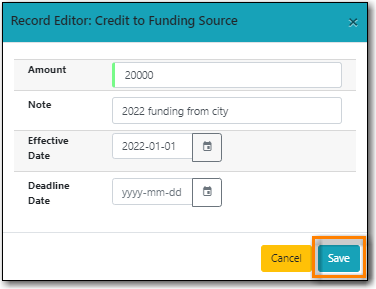 Record Editor: Credit to Funding Source ×
Amount 20000
Note 2022 funding from city
Effective Date 2022-01-01
Deadline Date yyyy-mm-dd
Cancel Save